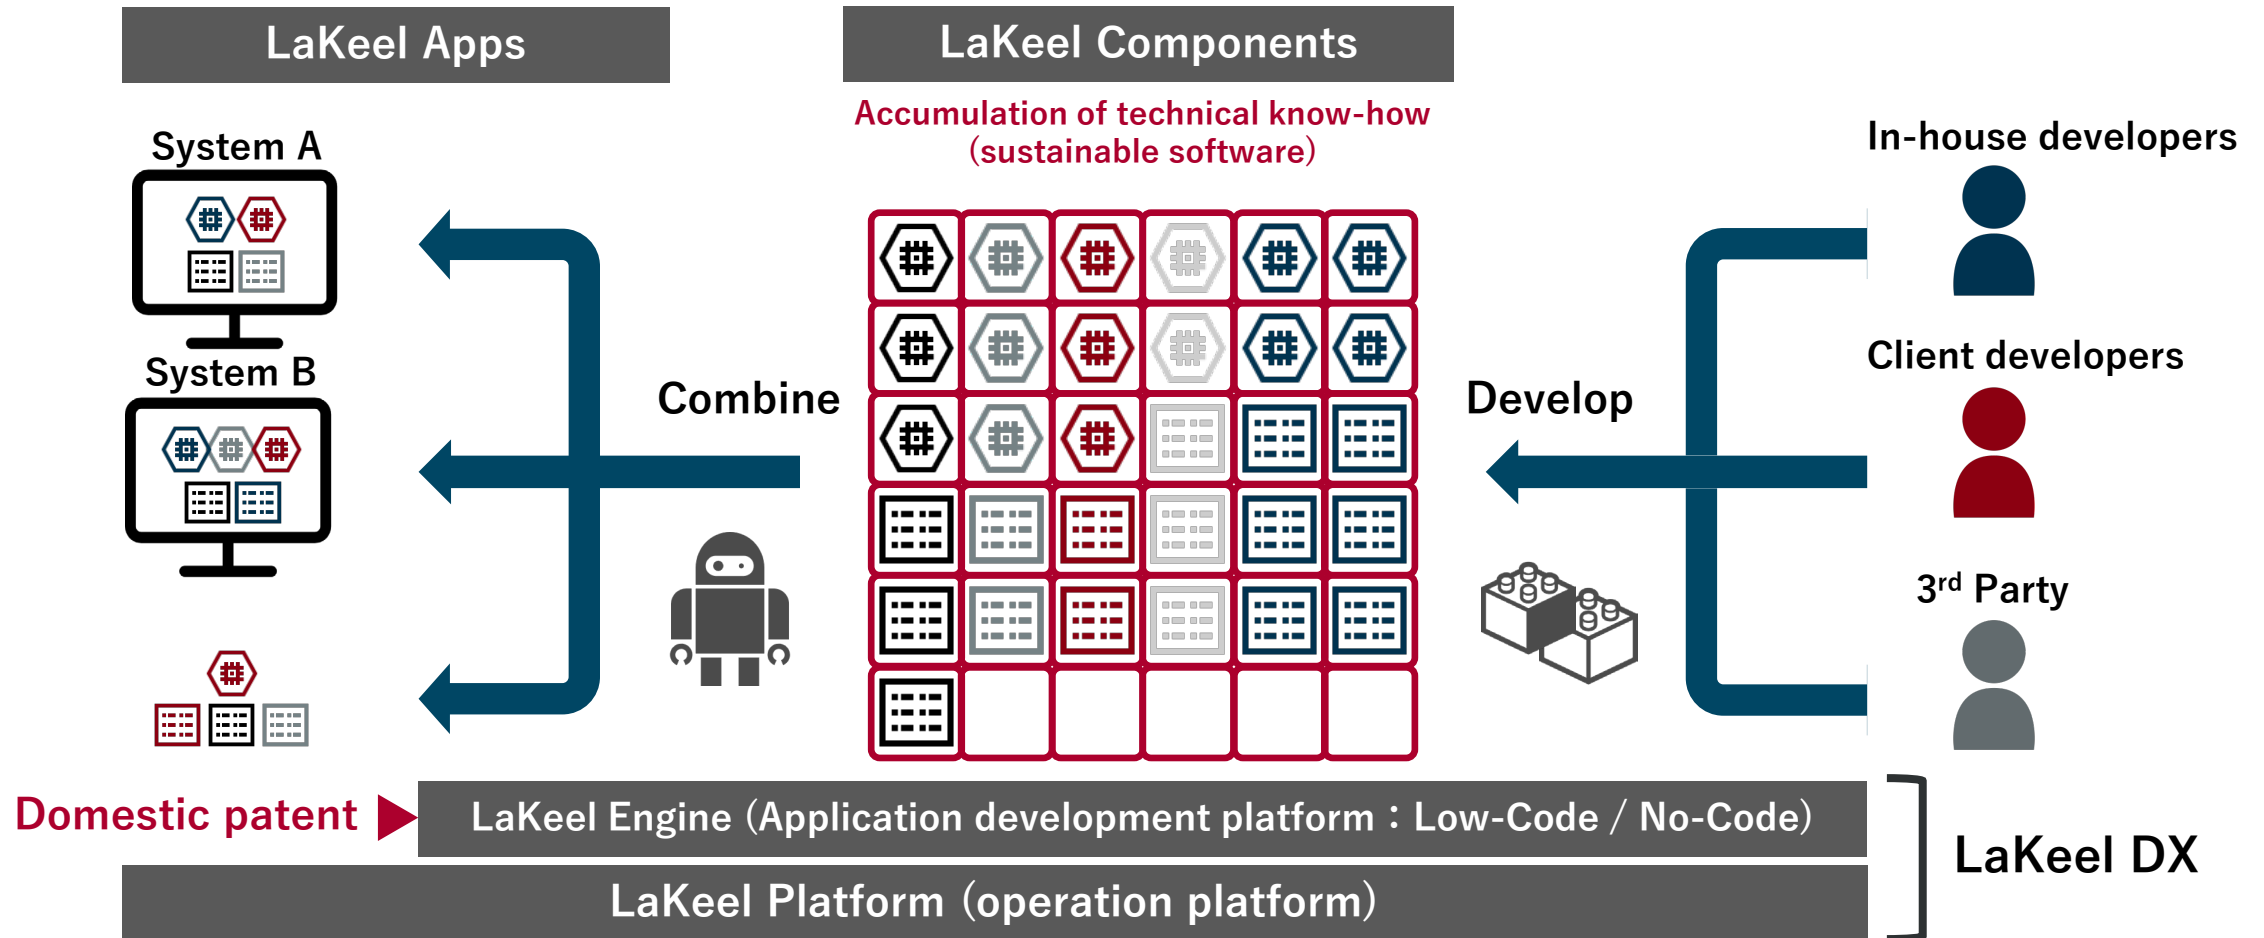 LaKeel Apps
LaKeel Components
Accumulation of technical know-how
(sustainable software)
System A
System B
Combine
Develop
In-house developers
Client developers
3rd Party
Domestic patent
LaKeel Engine (Application development platform：Low-Code / No-Code)
LaKeel Platform (operation platform)
LaKeel DX